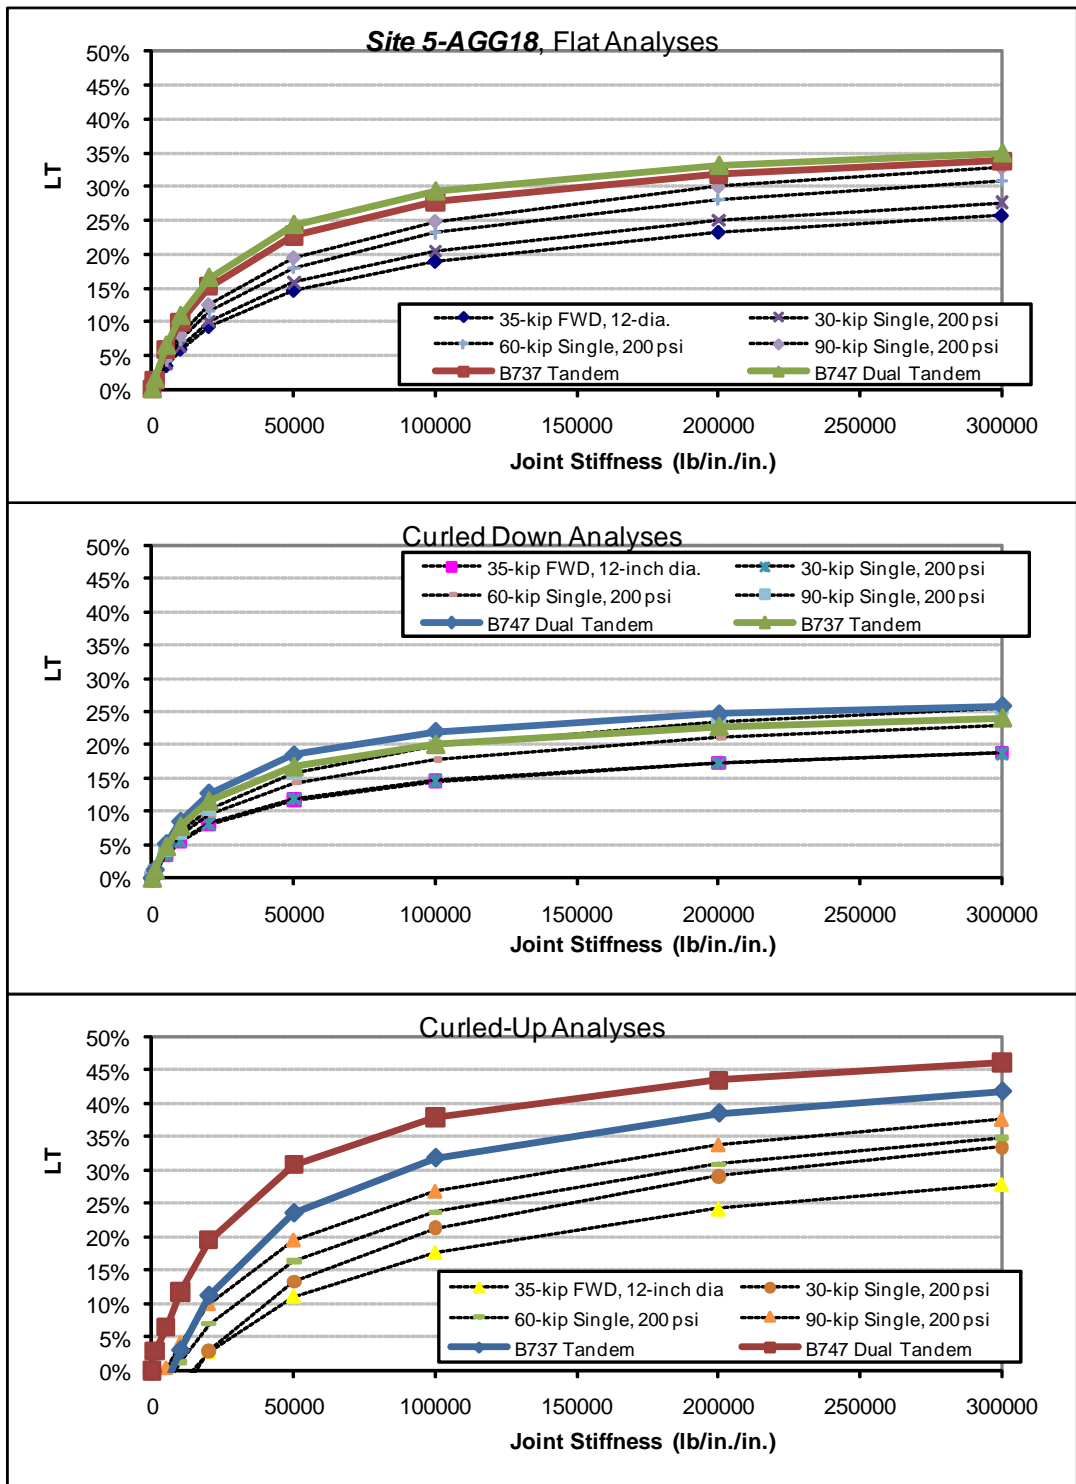 Site 5-AGG18, Flat Analyses
50%
45%
40%
35%
30%
25%
20%
15%
10%
5%
0%
LT
35-kip FWD, 12-dia.
30-kip Single, 200 psi
60-kip Single, 200 psi
90-kip Single, 200 psi
B737 Tandem
B747 Dual Tandem
0 50000 100000 150000 200000 250000 300000
Joint Stiffness (lb/in./in.)
Curled Down Analyses
50%
45%
40%
35%
30%
25%
20%
15%
10%
5%
0%
LT
35-kip FWD, 12-inch dia.
30-kip Single, 200 psi
60-kip Single, 200 psi
90-kip Single, 200 psi
B747 Dual Tandem
B737 Tandem
0 50000 100000 150000 200000 250000 300000
Joint Stiffness (lb/in./in.)
Curled-Up Analyses
50%
45%
40%
35%
30%
25%
20%
15%
10%
5%
0%
LT
35-kip FWD, 12-inch dia
30-kip Single, 200 psi
60-kip Single, 200 psi
90-kip Single, 200 psi
B737 Tandem
B747 Dual Tandem
0 50000 100000 150000 200000 250000 300000
Joint Stiffness (lb/in./in.)